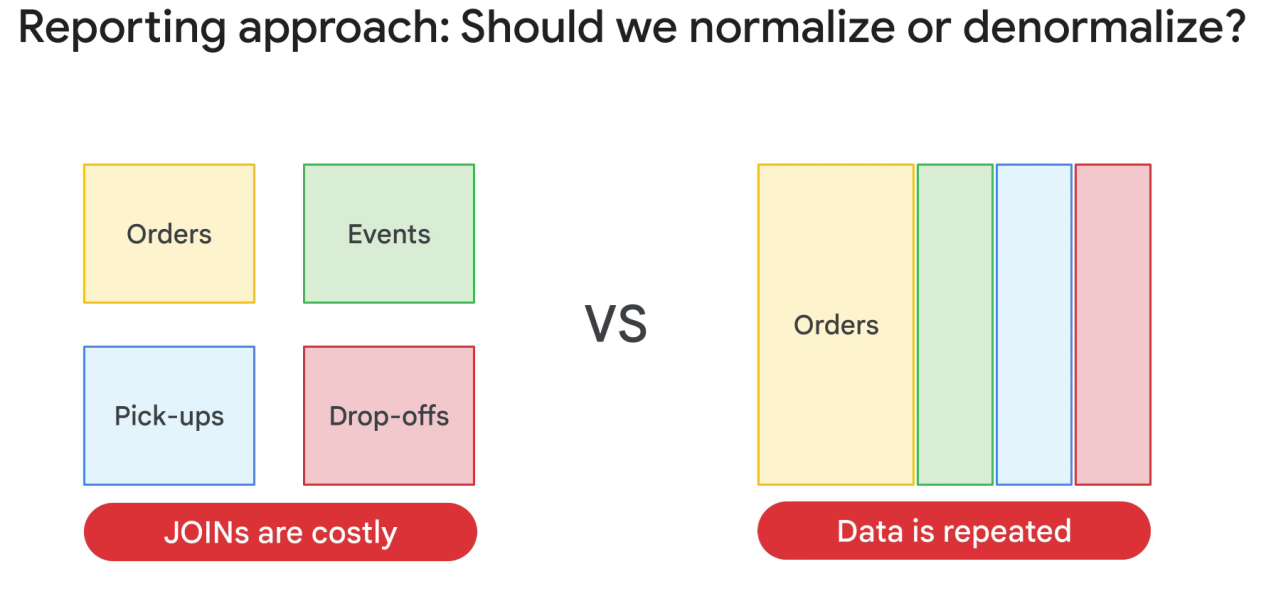 Reporting approach: Should we normalize or denormalize?
Orders
Events
Pick-ups
Drop-offs
JOINs are costly
VS
Orders
Data is repeated